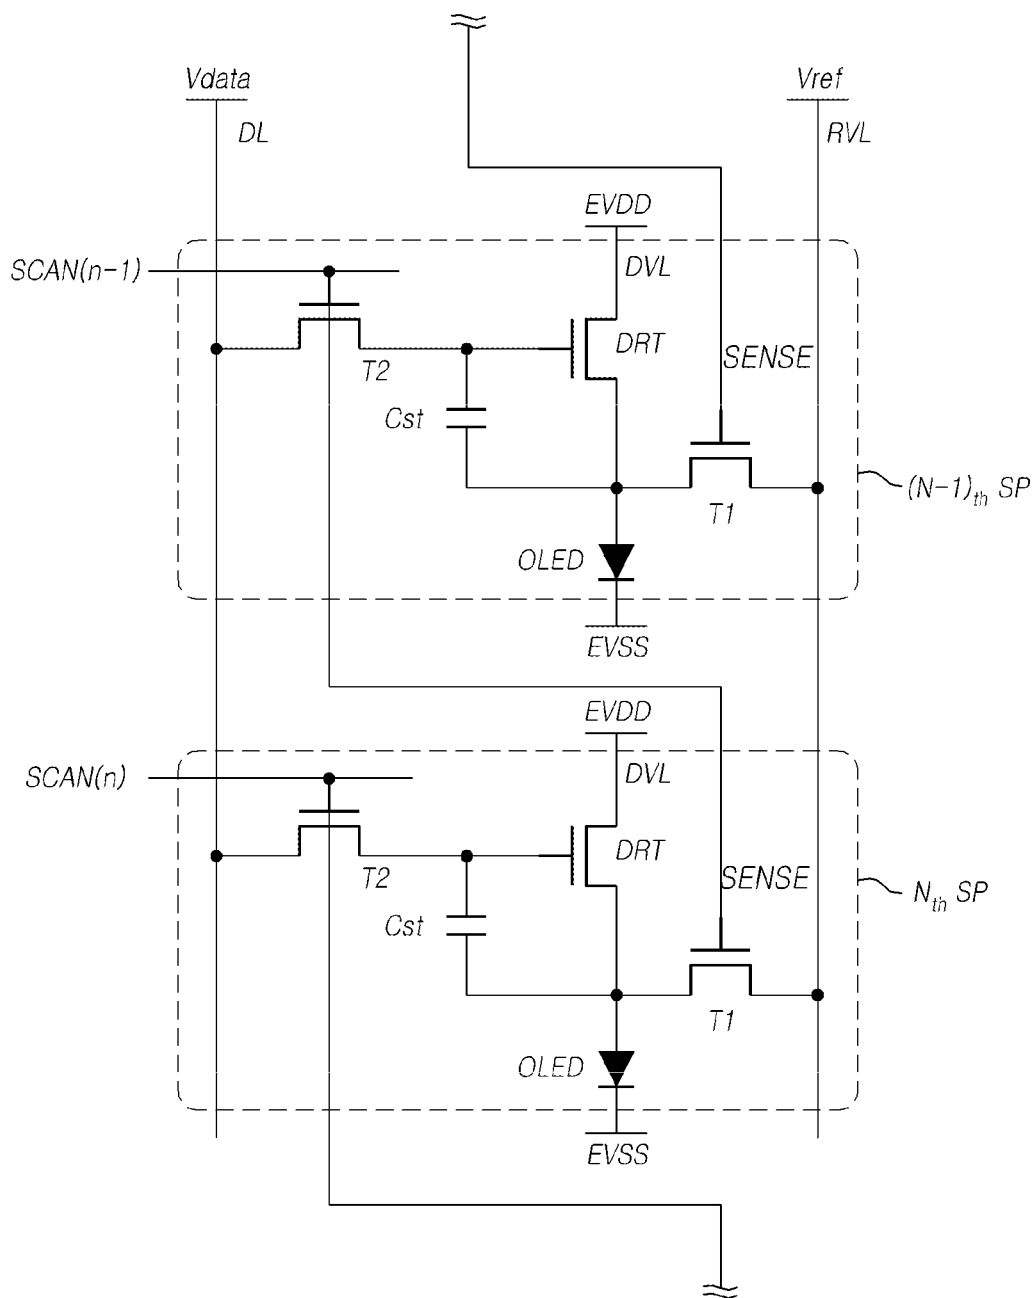 Vdata
Vref
DL
RVL
EVDD
SCAN(n-1)
DVL
DRT
SENSE
T2
Cst
(N-1)th SP
T1
OLED
EVSS
EVDD
SCAN(n)
DVL
DRT
SENSE
T2
Nth SP
Cst
T1
OLED
EVSS